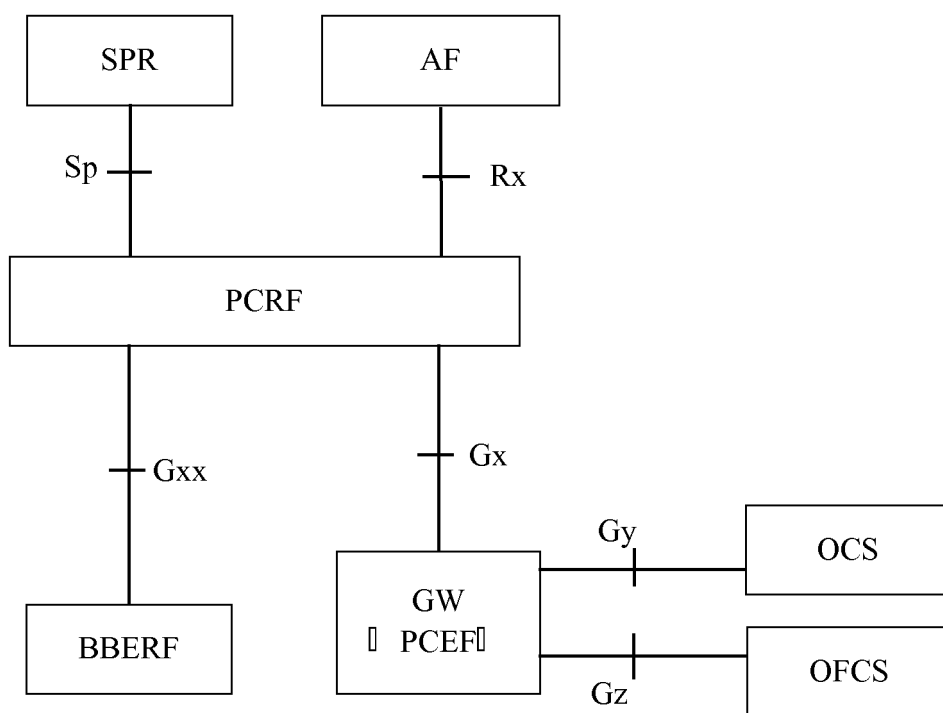 SPR
AF
Sp
Rx
PCRF
Gxx
Gx
Gy
OCS
GW
PCEF
BBERF
Gz
OFCS